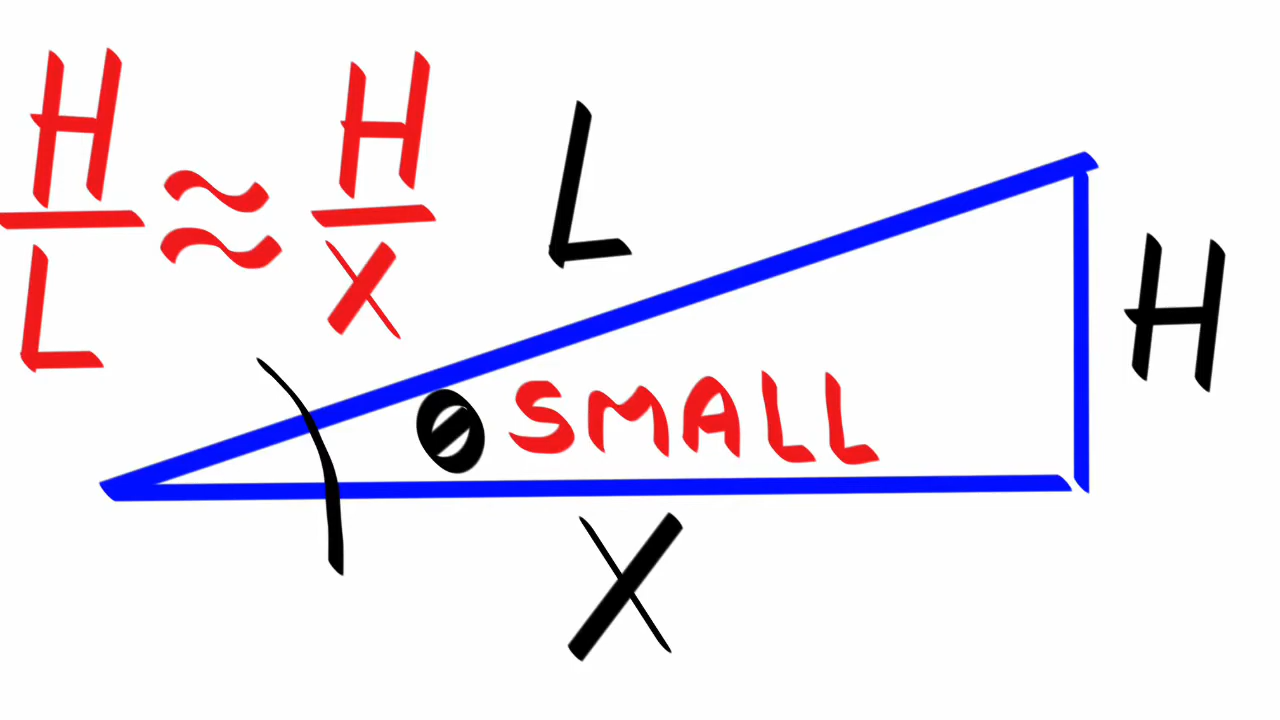 H/L ≈ H/X
L
H
θ SMALL
X